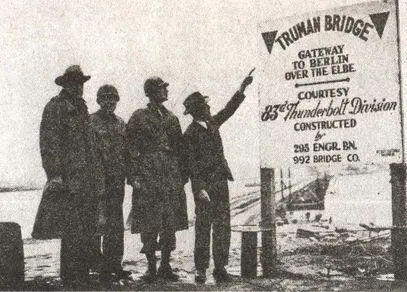 TRUMAN BRIDGE
GATEWAY
TO BERLIN
OVER THE ELBE
COURTESY
83d Thunderbolt Division
CONSTRUCTED
by
295 ENGR. BN.
992 BRIDGE CO.